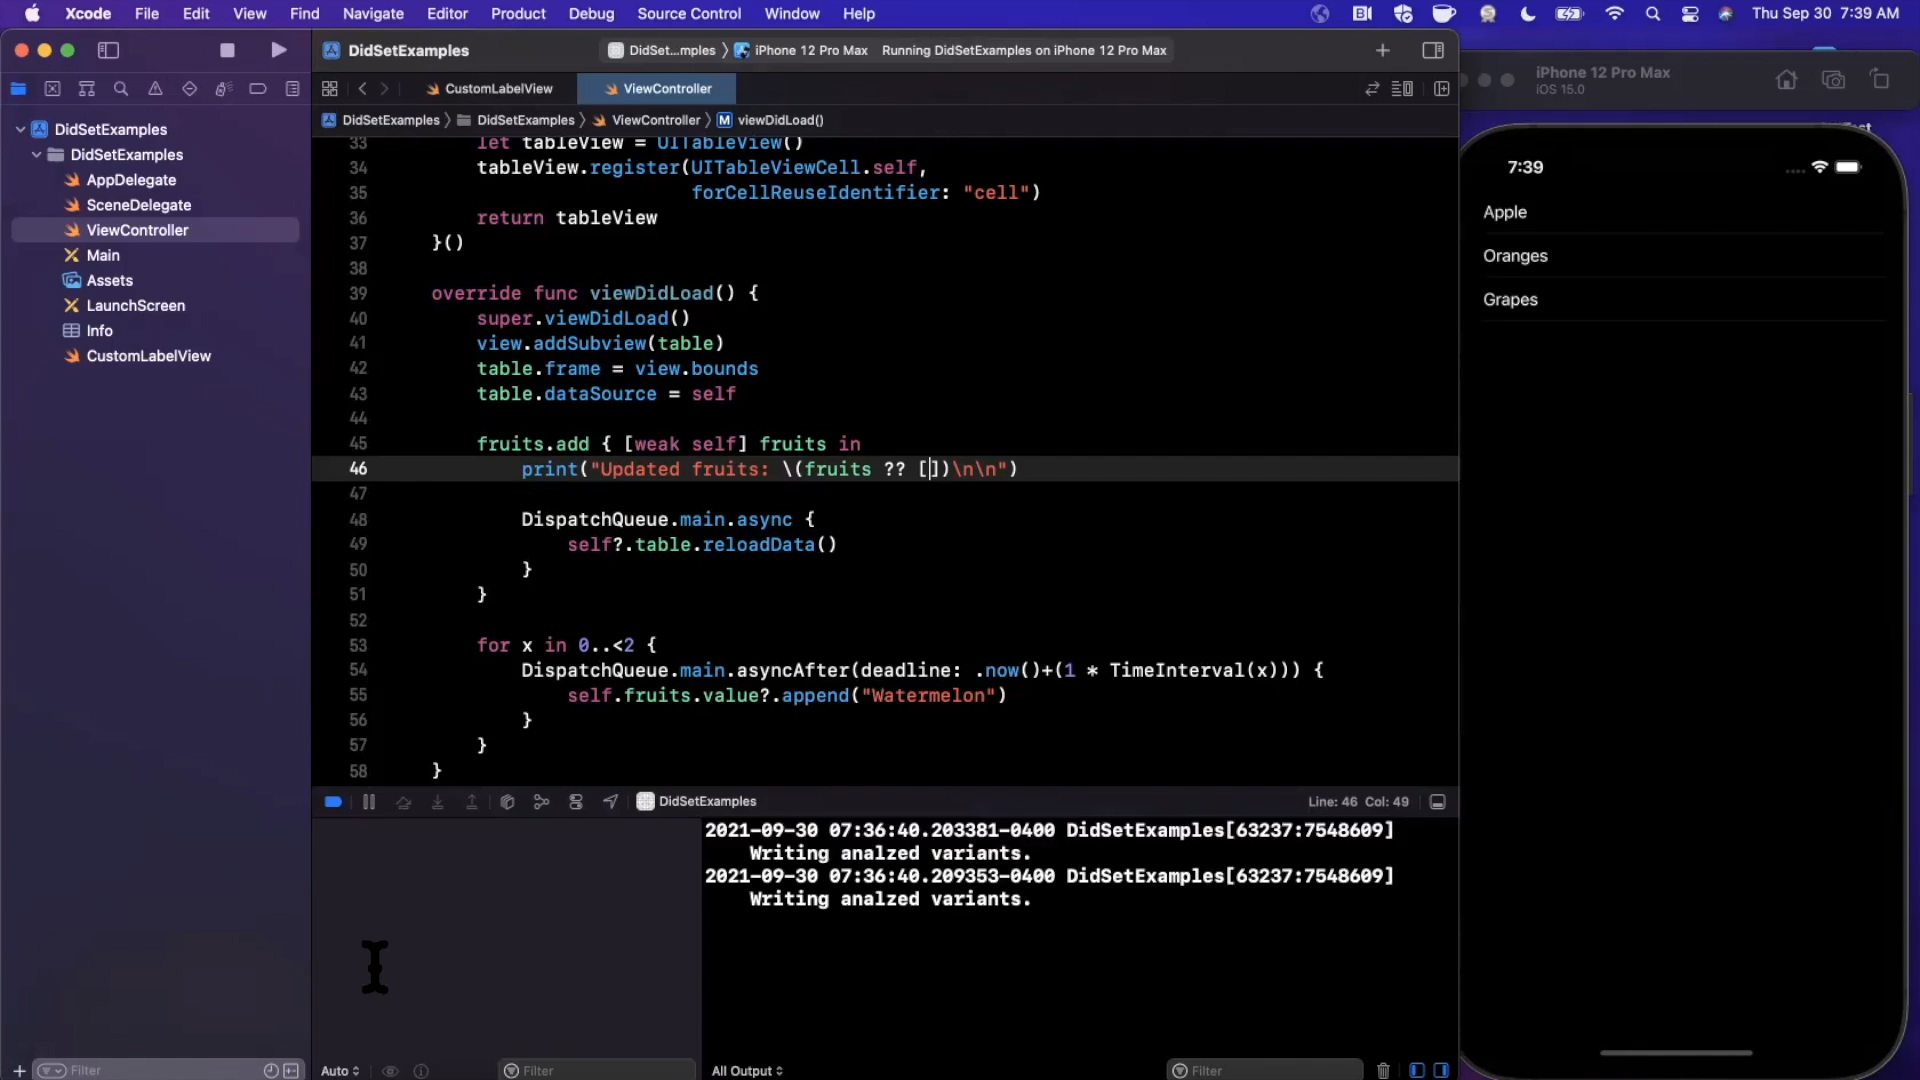 Xcode File Edit View Find Navigate Editor Product Debug Source Control Window Help
Thu Sep 30 7:39 AM
DidSetExamples
DidSet...mples 〉 iPhone 12 Pro Max Running DidSetExamples on iPhone 12 Pro Max
CustomLabelView
ViewController
DidSetExamples 〉 DidSetExamples 〉 ViewController 〉 M viewDidLoad()
DidSetExamples
DidSetExamples
AppDelegate
SceneDelegate
ViewController
Main
Assets
LaunchScreen
Info
CustomLabelView
Filter
33 let tableView = UITableView()
34 tableView.register(UITableViewCell.self,
35 forCellReuseIdentifier: "cell")
36 return tableView
37 }()
38
39 override func viewDidLoad() {
40 super.viewDidLoad()
41 view.addSubview(table)
42 table.frame = view.bounds
43 table.dataSource = self
44
45 fruits.add { [weak self] fruits in
46 print("Updated fruits: \(fruits ?? [])\n\n")
47
48 DispatchQueue.main.async {
49 self?.table.reloadData()
50 }
51 }
52
53 for x in 0..<2 {
54 DispatchQueue.main.asyncAfter(deadline: .now()+(1 * TimeInterval(x))) {
55 self.fruits.value?.append("Watermelon")
56 }
57 }
58 }
DidSetExamples
Line: 46 Col: 49
2021-09-30 07:36:40.203381-0400 DidSetExamples[63237:7548609]
Writing analzed variants.
2021-09-30 07:36:40.209353-0400 DidSetExamples[63237:7548609]
Writing analzed variants.
Auto
Filter
All Output
Filter
iPhone 12 Pro Max
iOS 15.0
7:39
Apple
Oranges
Grapes